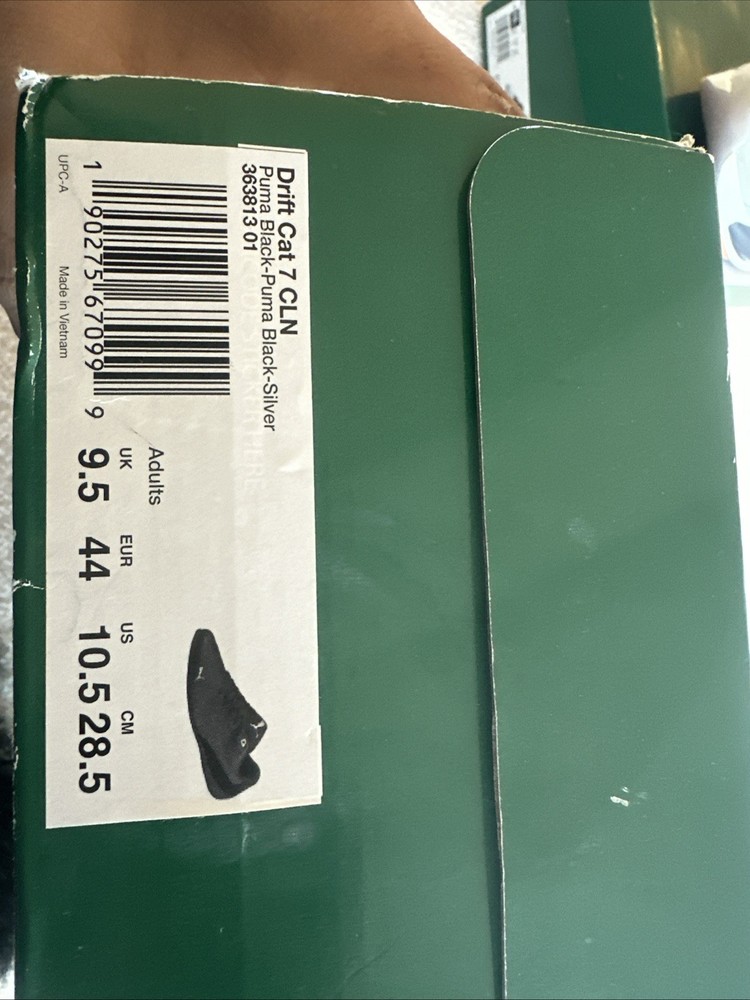 Drift Cat 7 CLN
Puma Black-Puma Black-Silver
363813 01
1 90275 67099 9
UPC-A
Made in Vietnam
Adults
UK EUR US CM
9.5 44 10.5 28.5